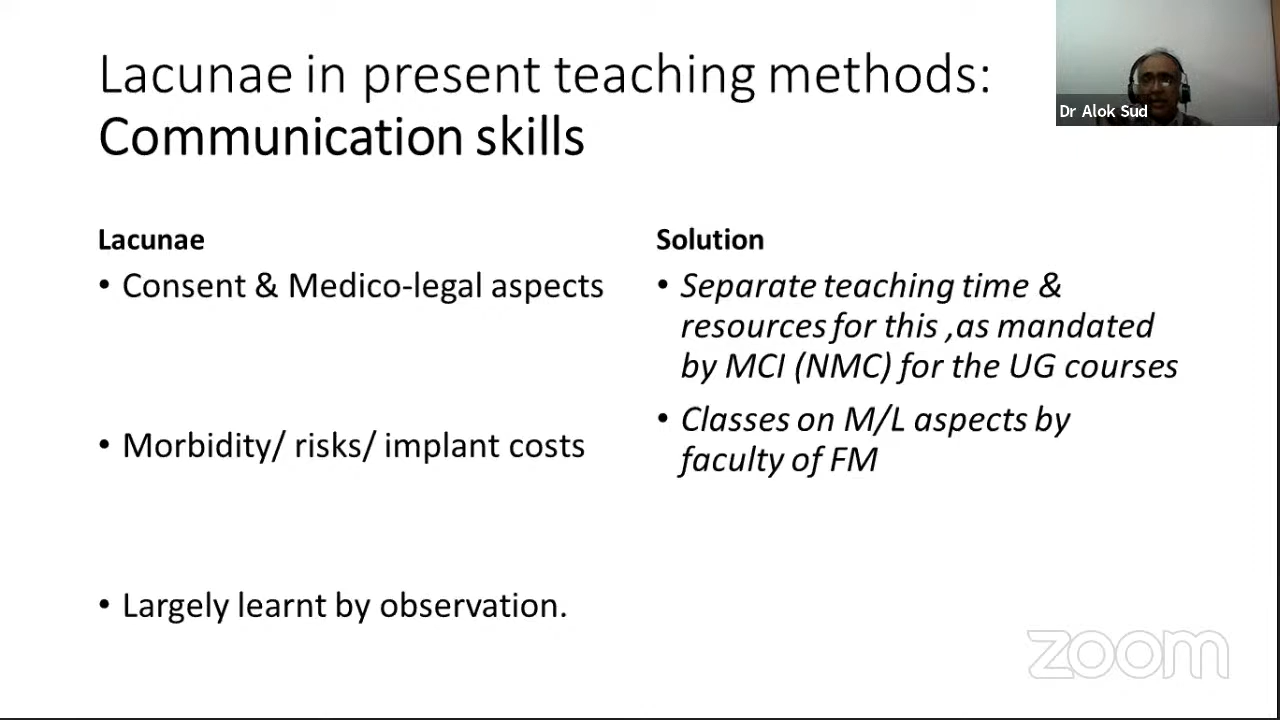 Lacunae in present teaching methods:
Communication skills
Dr Alok Sud
Lacunae
• Consent & Medico-legal aspects
• Morbidity/ risks/ implant costs
• Largely learnt by observation.
Solution
• Separate teaching time &
resources for this ,as mandated
by MCI (NMC) for the UG courses
• Classes on M/L aspects by
faculty of FM
zoom